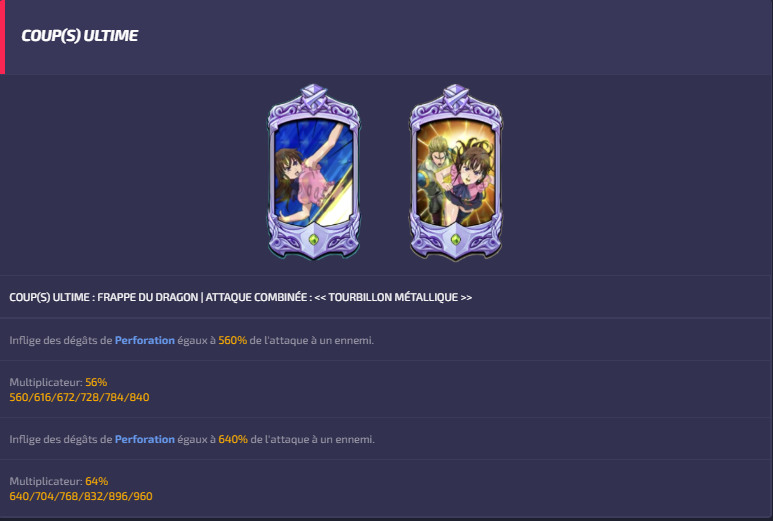 COUP(S) ULTIME
COUP(S) ULTIME : FRAPPE DU DRAGON | ATTAQUE COMBINÉE : << TOURBILLON MÉTALLIQUE >>
Inflige des dégâts de Perforation égaux à 560% de l'attaque à un ennemi.
Multiplicateur: 56%
560/616/672/728/784/840
Inflige des dégâts de Perforation égaux à 640% de l'attaque à un ennemi.
Multiplicateur: 64%
640/704/768/832/896/960